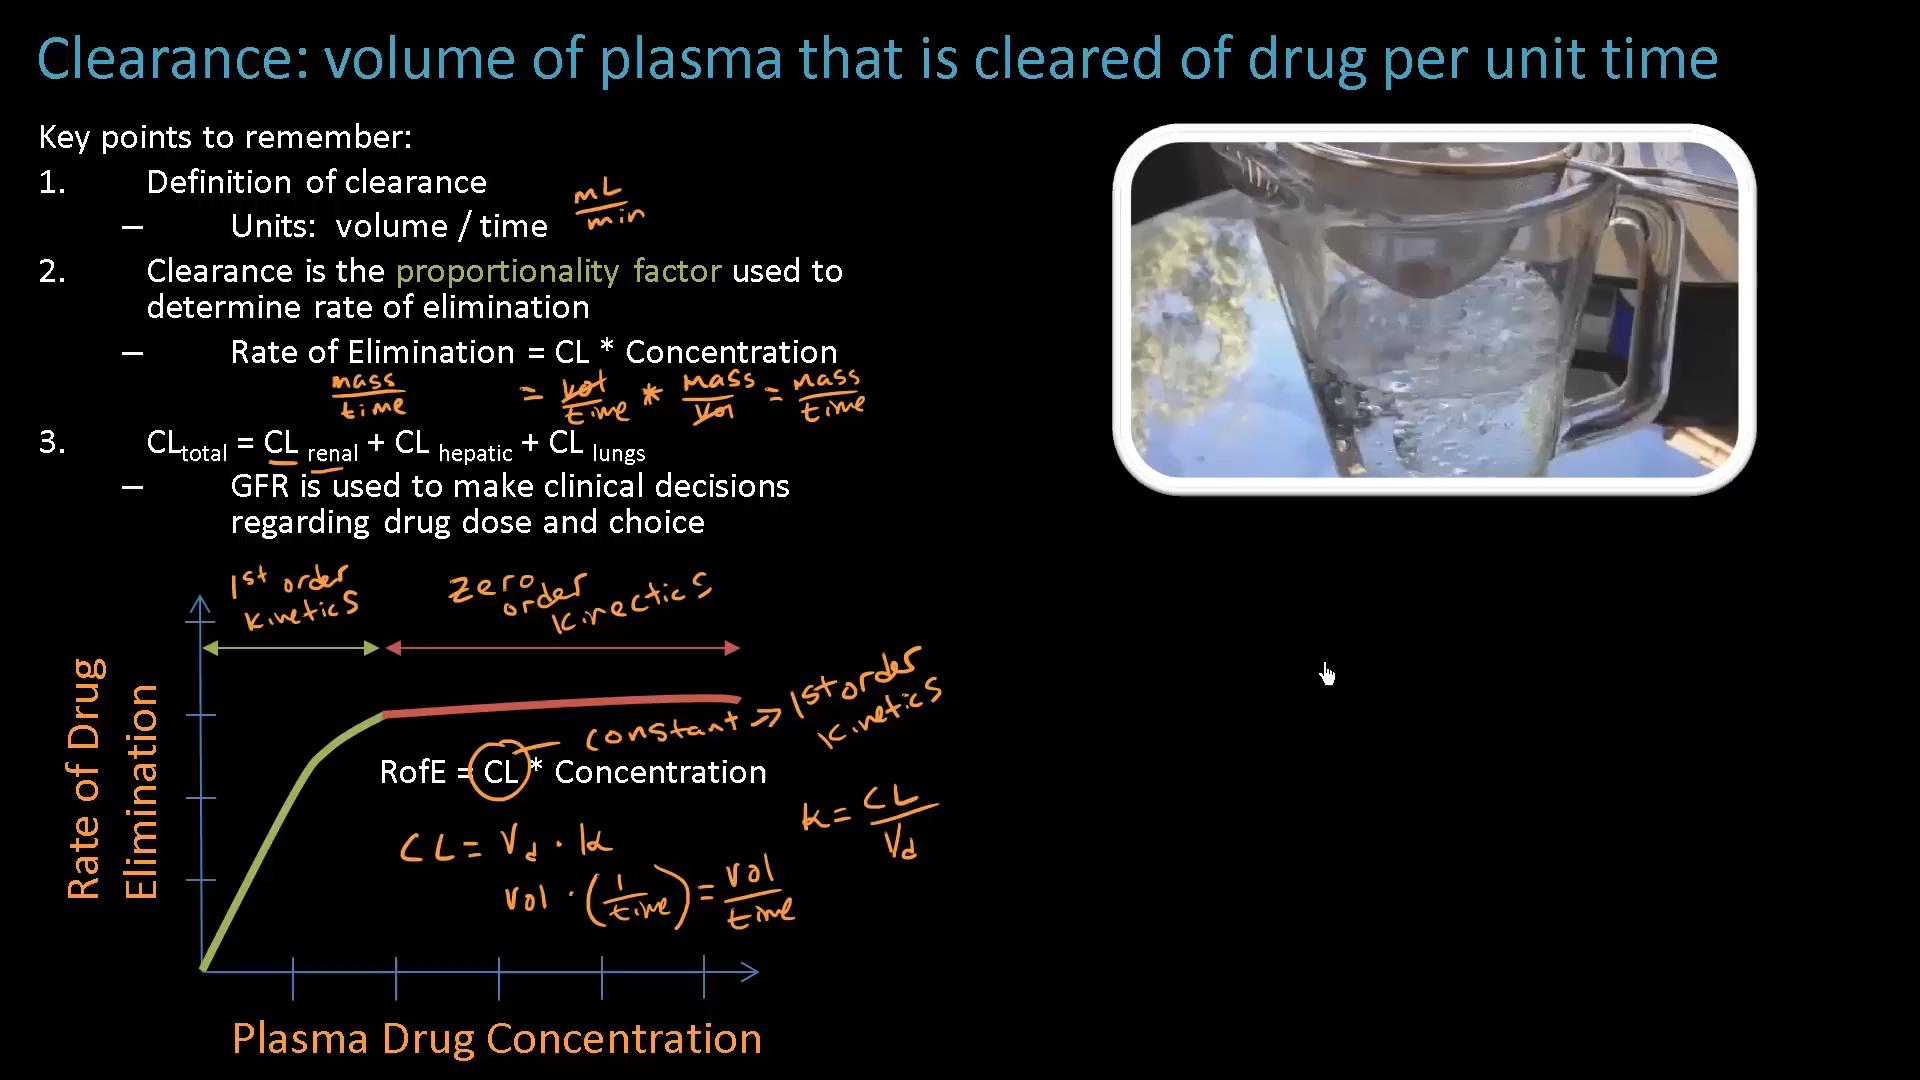 Clearance: volume of plasma that is cleared of drug per unit time
Key points to remember:
1. Definition of clearance
– Units: volume / time mL/min
2. Clearance is the proportionality factor used to
determine rate of elimination
– Rate of Elimination = CL * Concentration
mass/time = vol/time * mass/vol = mass/time
3. CLtotal = CL renal + CL hepatic + CL lungs
– GFR is used to make clinical decisions
regarding drug dose and choice
1st order
kinetics
zero
order
kinectics
Rate of Drug
Elimination
constant → 1st order
kinetics
RofE = CL * Concentration
k = CL/Vd
CL = Vd · k
vol · (1/time) = vol/time
Plasma Drug Concentration